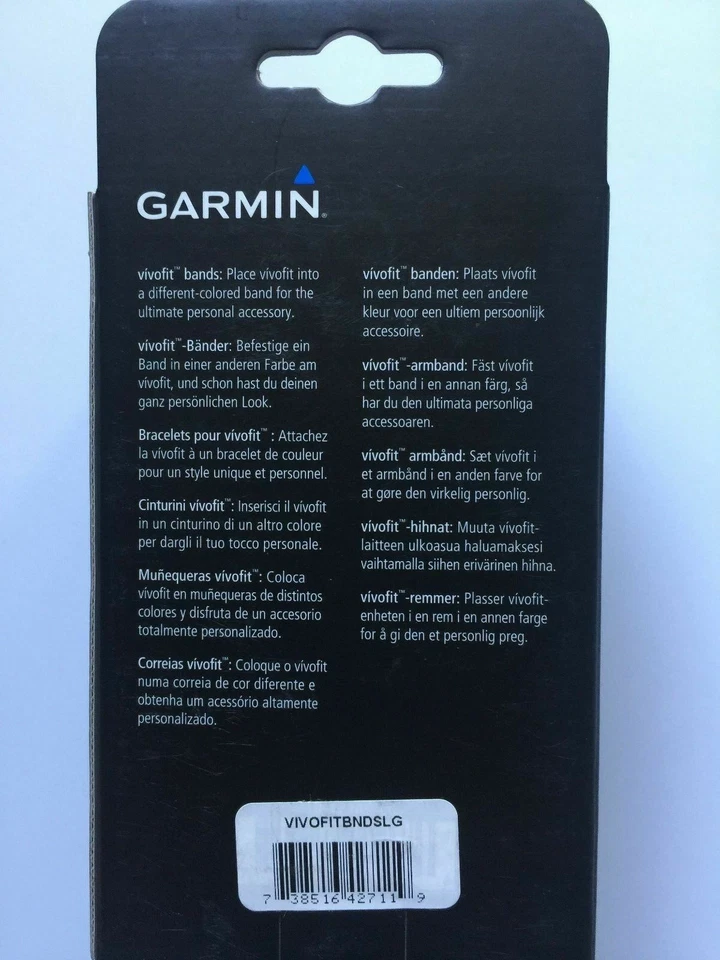 GARMIN®
vívofit™ bands: Place vívofit into
a different-colored band for the
ultimate personal accessory.
vívofit™-Bänder: Befestige ein
Band in einer anderen Farbe am
vívofit, und schon hast du deinen
ganz persönlichen Look.
Bracelets pour vívofit™ : Attachez
la vívofit à un bracelet de couleur
pour un style unique et personnel.
Cinturini vívofit™: Inserisci il vívofit
in un cinturino di un altro colore
per dargli il tuo tocco personale.
Muñequeras vívofit™: Coloca
vívofit en muñequeras de distintos
colores y disfruta de un accesorio
totalmente personalizado.
Correias vívofit™: Coloque o vívofit
numa correia de cor diferente e
obtenha um acessório altamente
personalizado.
vívofit™ banden: Plaats vívofit
in een band met een andere
kleur voor een ultiem persoonlijk
accessoire.
vívofit™-armband: Fäst vívofit
i ett band i en annan färg, så
har du den ultimata personliga
accessoaren.
vívofit™ armbånd: Sæt vívofit i
et armbånd i en anden farve for
at gøre den virkelig personlig.
vívofit™-hihnat: Muuta vívofit-
laitteen ulkoasua haluamaksesi
vaihtamalla siihen erivärinen hihna.
vívofit™-remmer: Plasser vívofit-
enheten i en rem i en annen farge
for å gi den et personlig preg.
VIVOFITBNDSLG
7 38516 42711 9